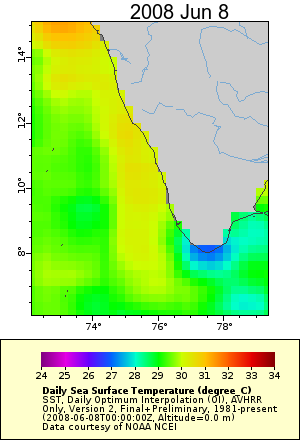 2008 Jun 8
14°
12°
10°
8°
74° 76° 78°
24 25 26 27 28 29 30 31 32 33 34
Daily Sea Surface Temperature (degree_C)
SST, Daily Optimum Interpolation (OI), AVHRR
Only, Version 2, Final+Preliminary, 1981-present
(2008-06-08T00:00:00Z, Altitude=0.0 m)
Data courtesy of NOAA NCEI